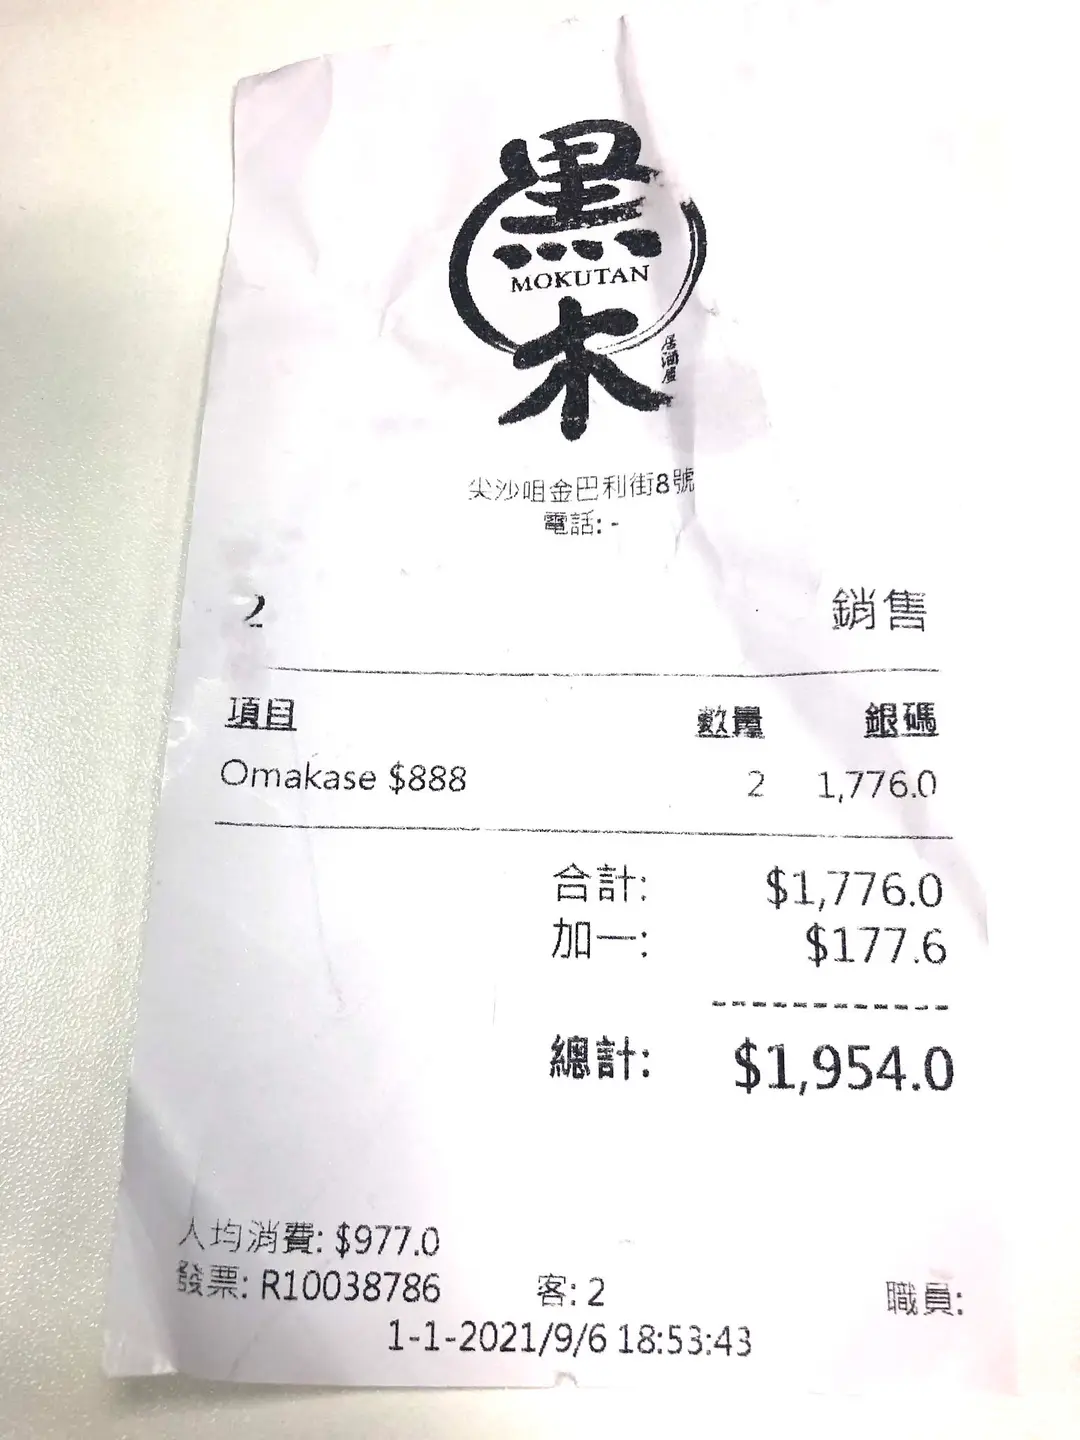 黒
MOKUTAN
木
居酒屋
尖沙咀金巴利街8號
電話: -
2 銷售
項目 數量 銀碼
Omakase $888 2 1,776.0
合計: $1,776.0
加一: $177.6
總計: $1,954.0
人均消費: $977.0
發票: R10038786 客: 2 職員:
1-1-2021/9/6 18:53:43